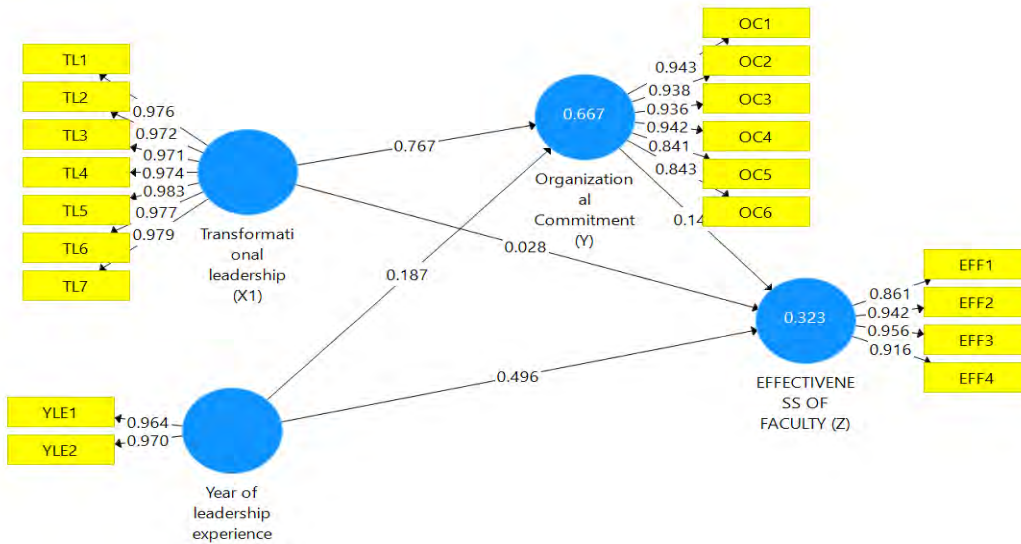 TL1
TL2
TL3
TL4
TL5
TL6
TL7
0.976
0.972
0.971
0.974
0.983
0.977
0.979
Transformati
onal
leadership
(X1)
0.767
0.028
0.187
0.496
0.667
Organization
al
Commitment
(Y)
0.943
0.938
0.936
0.942
0.841
0.843
OC1
OC2
OC3
OC4
OC5
OC6
0.323
EFFECTIVENE
SS OF
FACULTY (Z)
0.861
0.942
0.956
0.916
EFF1
EFF2
EFF3
EFF4
YLE1
YLE2
0.964
0.970
Year of
leadership
experience